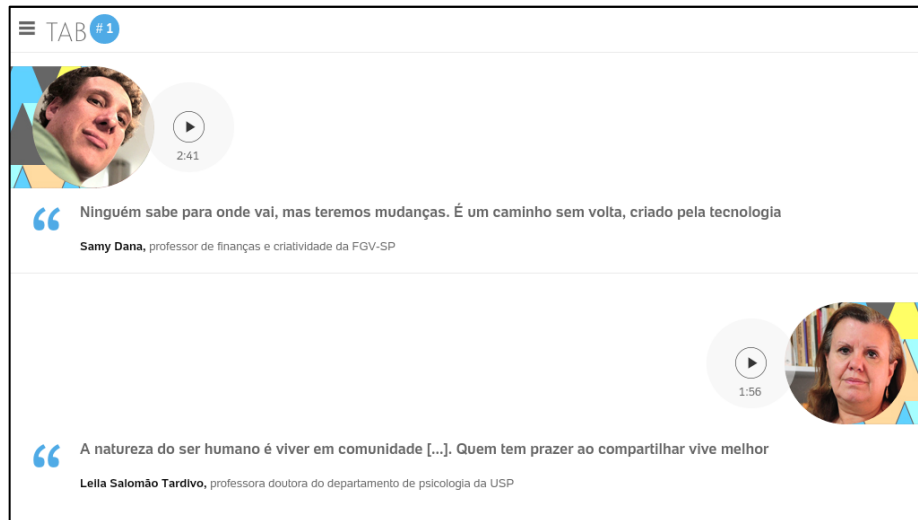 TAB # 1
2:41
Ninguém sabe para onde vai, mas teremos mudanças. É um caminho sem volta, criado pela tecnologia
Samy Dana, professor de finanças e criatividade da FGV-SP
1:56
A natureza do ser humano é viver em comunidade [...]. Quem tem prazer ao compartilhar vive melhor
Leila Salomão Tardivo, professora doutora do departamento de psicologia da USP